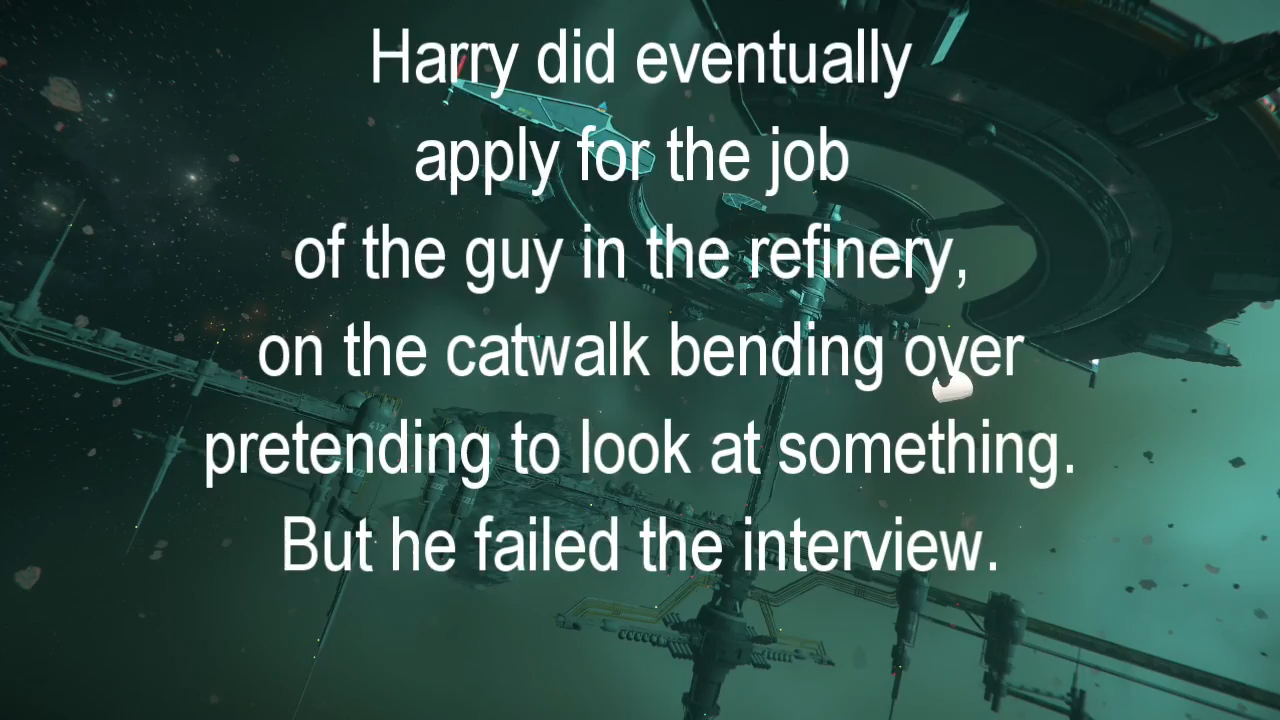 Harry did eventually
apply for the job
of the guy in the refinery,
on the catwalk bending over
pretending to look at something.
But he failed the interview.